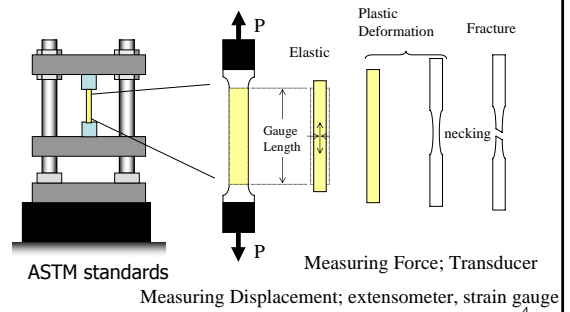 P
Elastic
Plastic
Deformation
Fracture
Gauge
Length
necking
P
ASTM standards
Measuring Force; Transducer
Measuring Displacement; extensometer, strain gauge
4